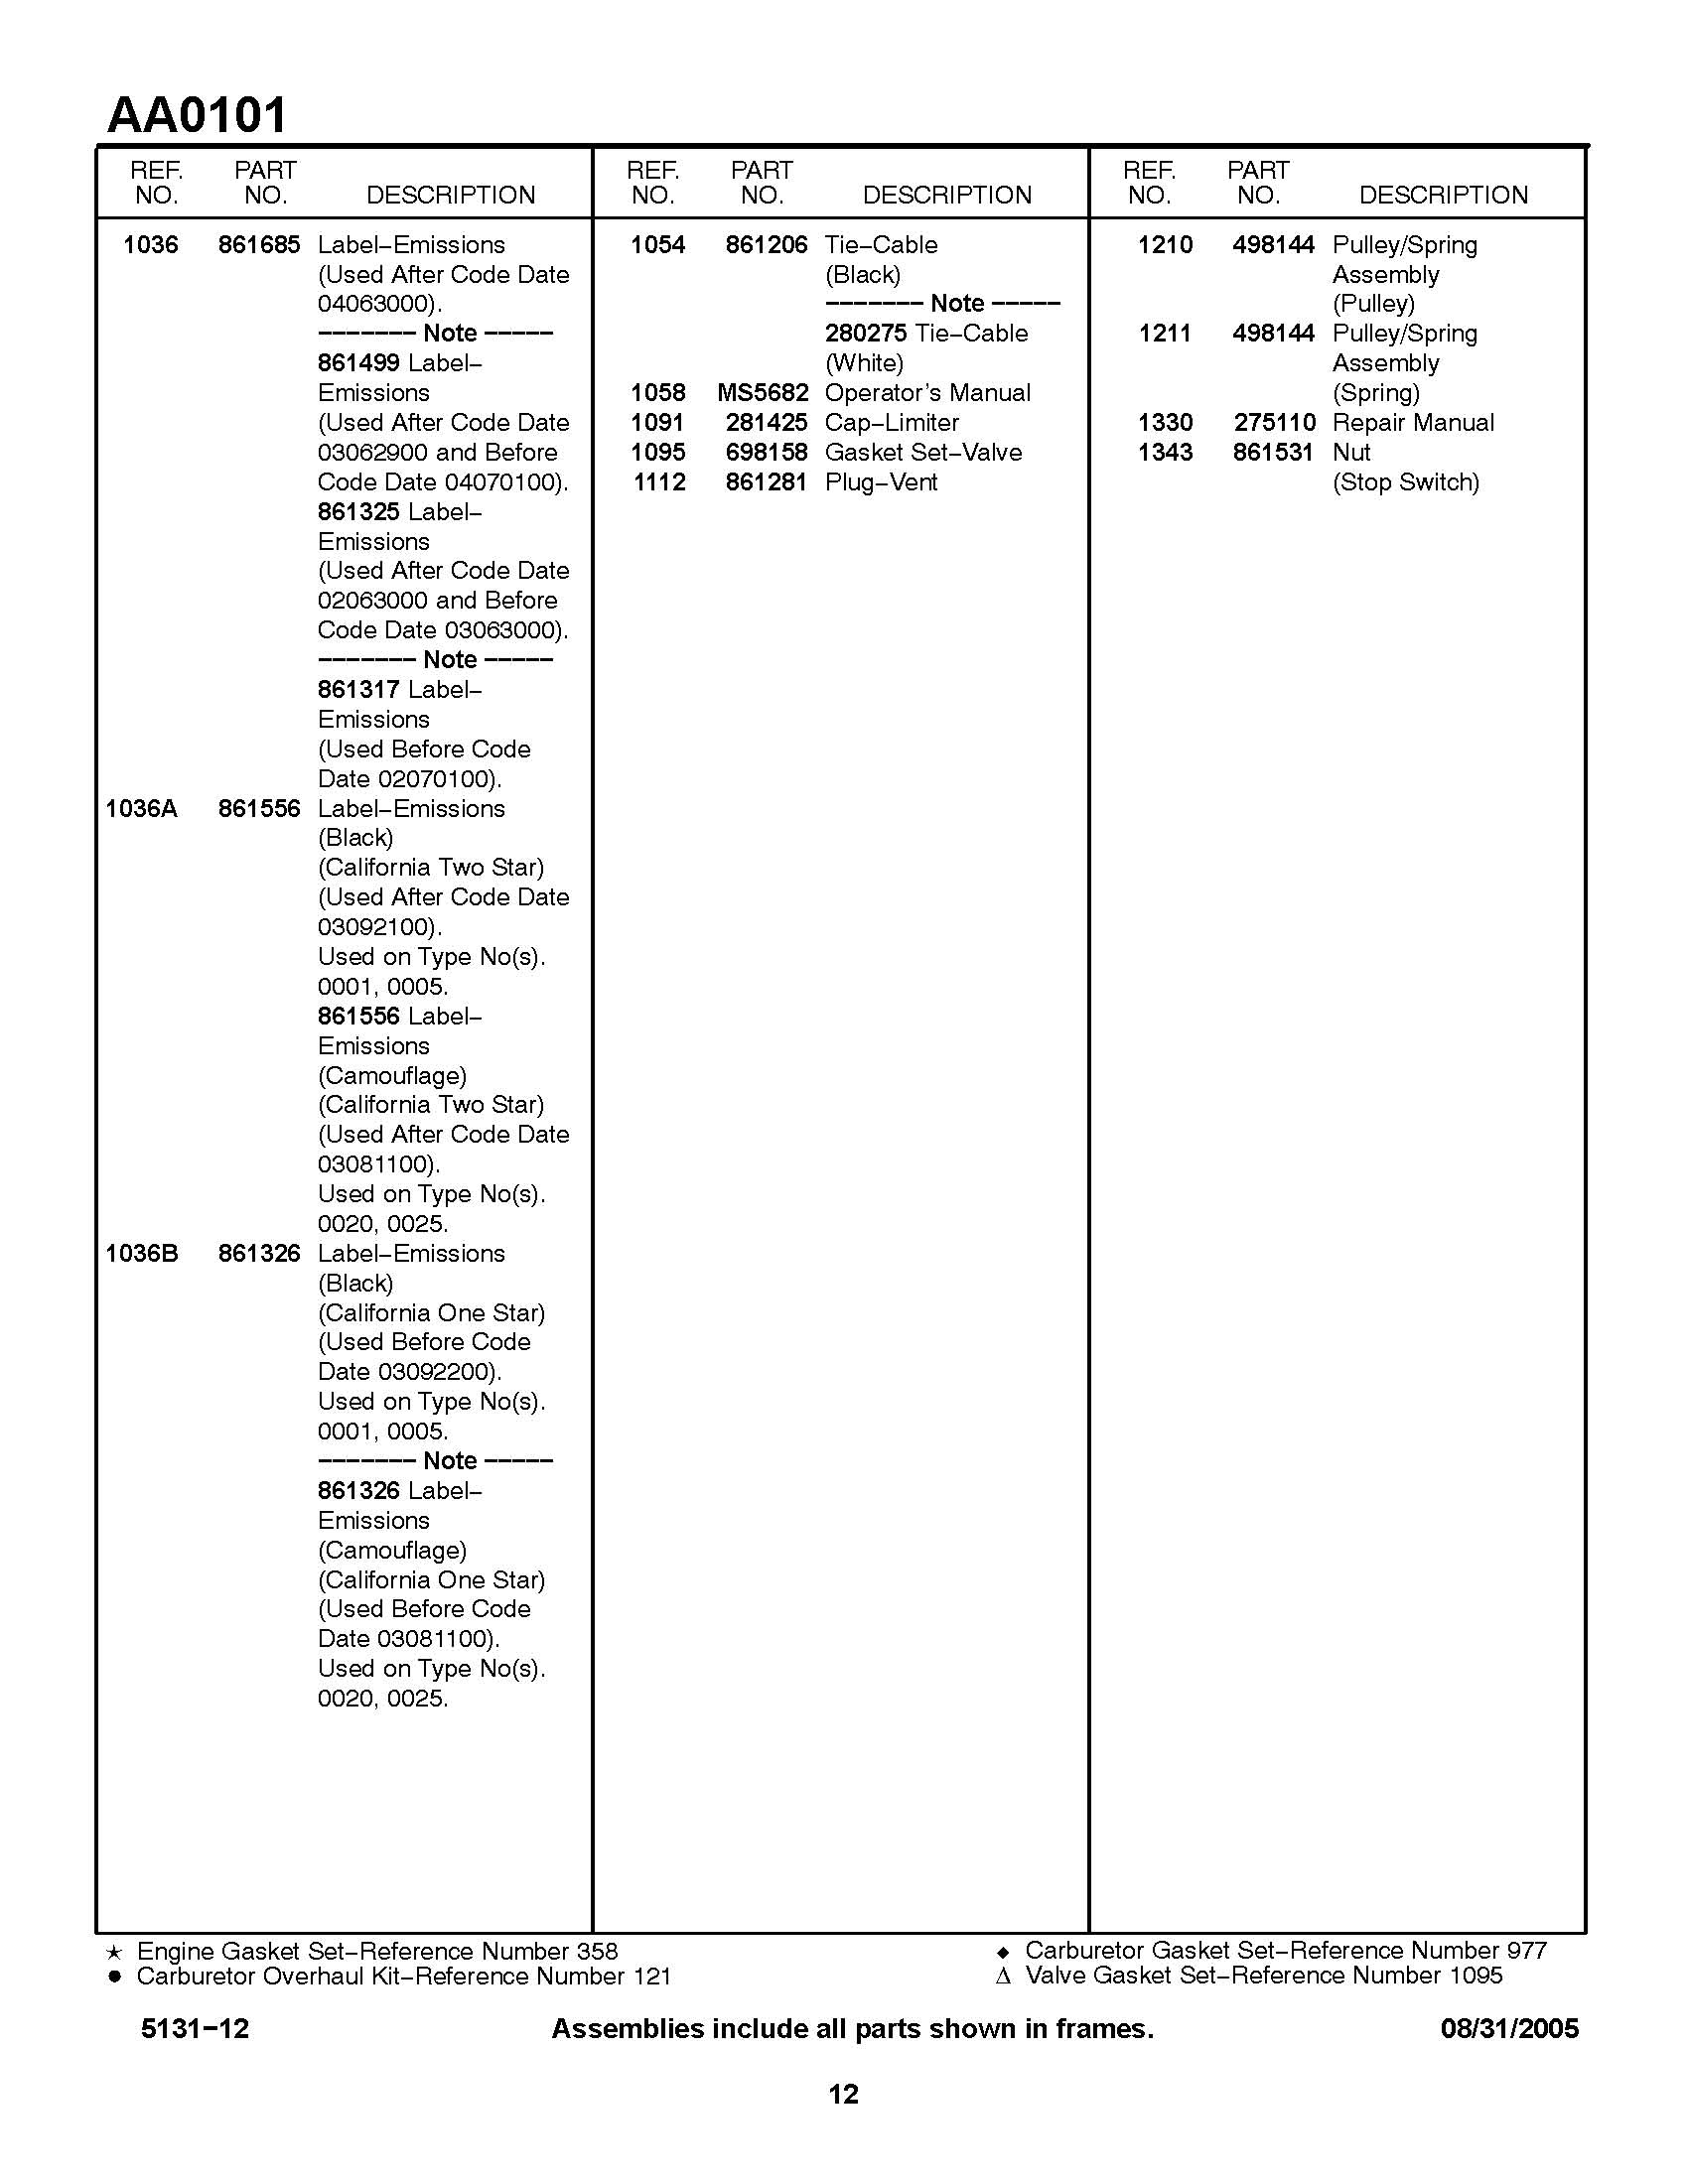 AA0101
REF. PART
NO. NO. DESCRIPTION
1036 861685 Label–Emissions
(Used After Code Date
04063000).
––––––– Note –––––
861499 Label–
Emissions
(Used After Code Date
03062900 and Before
Code Date 04070100).
861325 Label–
Emissions
(Used After Code Date
02063000 and Before
Code Date 03063000).
––––––– Note –––––
861317 Label–
Emissions
(Used Before Code
Date 02070100).
1036A 861556 Label–Emissions
(Black)
(California Two Star)
(Used After Code Date
03092100).
Used on Type No(s).
0001, 0005.
861556 Label–
Emissions
(Camouflage)
(California Two Star)
(Used After Code Date
03081100).
Used on Type No(s).
0020, 0025.
1036B 861326 Label–Emissions
(Black)
(California One Star)
(Used Before Code
Date 03092200).
Used on Type No(s).
0001, 0005.
––––––– Note –––––
861326 Label–
Emissions
(Camouflage)
(California One Star)
(Used Before Code
Date 03081100).
Used on Type No(s).
0020, 0025.
REF. PART
NO. NO. DESCRIPTION
1054 861206 Tie–Cable
(Black)
––––––– Note –––––
280275 Tie–Cable
(White)
1058 MS5682 Operator’s Manual
1091 281425 Cap–Limiter
1095 698158 Gasket Set–Valve
1112 861281 Plug–Vent
REF. PART
NO. NO. DESCRIPTION
1210 498144 Pulley/Spring
Assembly
(Pulley)
1211 498144 Pulley/Spring
Assembly
(Spring)
1330 275110 Repair Manual
1343 861531 Nut
(Stop Switch)
★ Engine Gasket Set–Reference Number 358
● Carburetor Overhaul Kit–Reference Number 121
◆ Carburetor Gasket Set–Reference Number 977
Δ Valve Gasket Set–Reference Number 1095
5131–12 Assemblies include all parts shown in frames. 08/31/2005
12